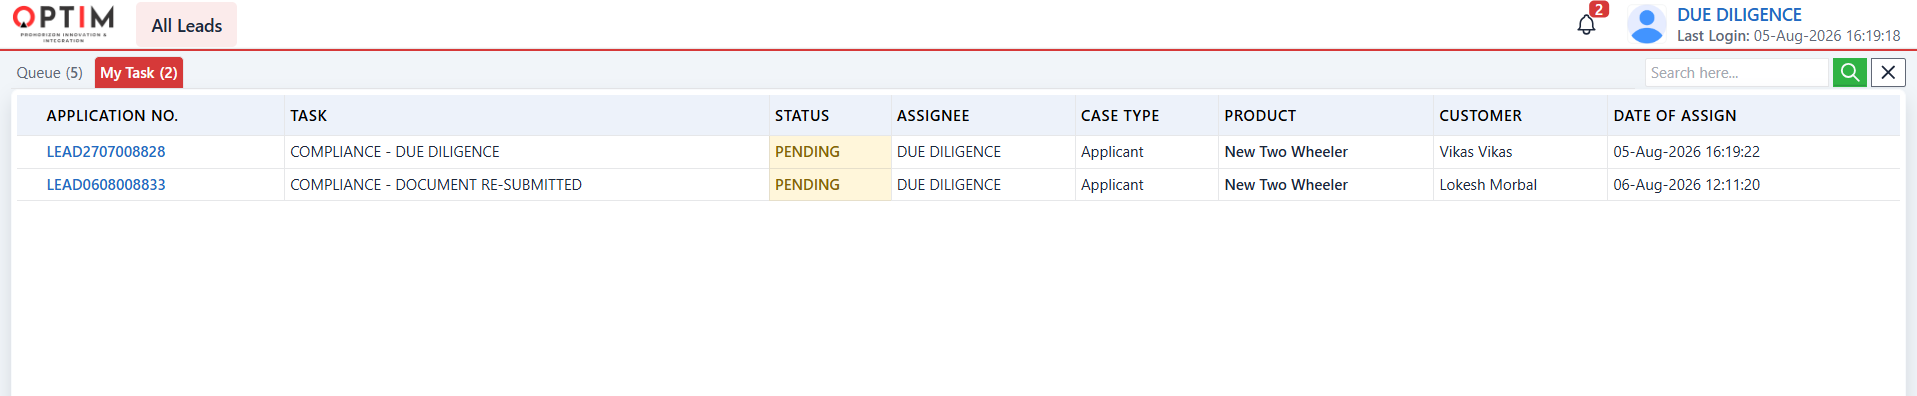 OPTIM
PROHORIZON INNOVATION &
INTEGRATION
All Leads
2
DUE DILIGENCE
Last Login: 05-Aug-2026 16:19:18
Queue (5) My Task (2) Search here...
APPLICATION NO. TASK STATUS ASSIGNEE CASE TYPE PRODUCT CUSTOMER DATE OF ASSIGN
LEAD2707008828 COMPLIANCE - DUE DILIGENCE PENDING DUE DILIGENCE Applicant New Two Wheeler Vikas Vikas 05-Aug-2026 16:19:22
LEAD0608008833 COMPLIANCE - DOCUMENT RE-SUBMITTED PENDING DUE DILIGENCE Applicant New Two Wheeler Lokesh Morbal 06-Aug-2026 12:11:20